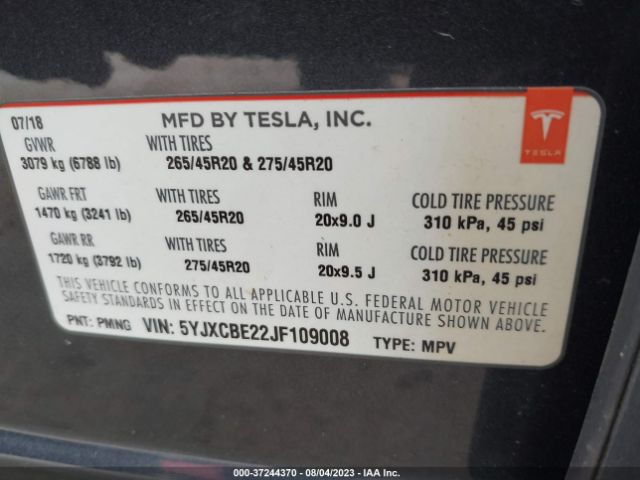 07/18 MFD BY TESLA, INC.
TESLA
GVWR WITH TIRES
3079 kg (6788 lb) 265/45R20 & 275/45R20
GAWR FRT WITH TIRES RIM COLD TIRE PRESSURE
1470 kg (3241 lb) 265/45R20 20x9.0 J 310 kPa, 45 psi
GAWR RR WITH TIRES RIM COLD TIRE PRESSURE
1720 kg (3792 lb) 275/45R20 20x9.5 J 310 kPa, 45 psi
THIS VEHICLE CONFORMS TO ALL APPLICABLE U.S. FEDERAL MOTOR VEHICLE
SAFETY STANDARDS IN EFFECT ON THE DATE OF MANUFACTURE SHOWN ABOVE.
PNT: PMNG VIN: 5YJXCBE22JF109008 TYPE: MPV
000-37244370 - 08/04/2023 - IAA Inc.